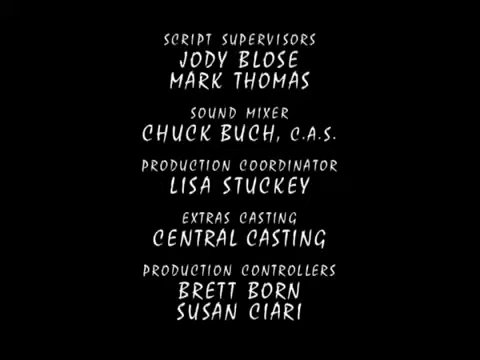 SCRIPT SUPERVISORS
JODY BLOSE
MARK THOMAS
SOUND MIXER
CHUCK BUCH, C.A.S.
PRODUCTION COORDINATOR
LISA STUCKEY
EXTRAS CASTING
CENTRAL CASTING
PRODUCTION CONTROLLERS
BRETT BORN
SUSAN CIARI